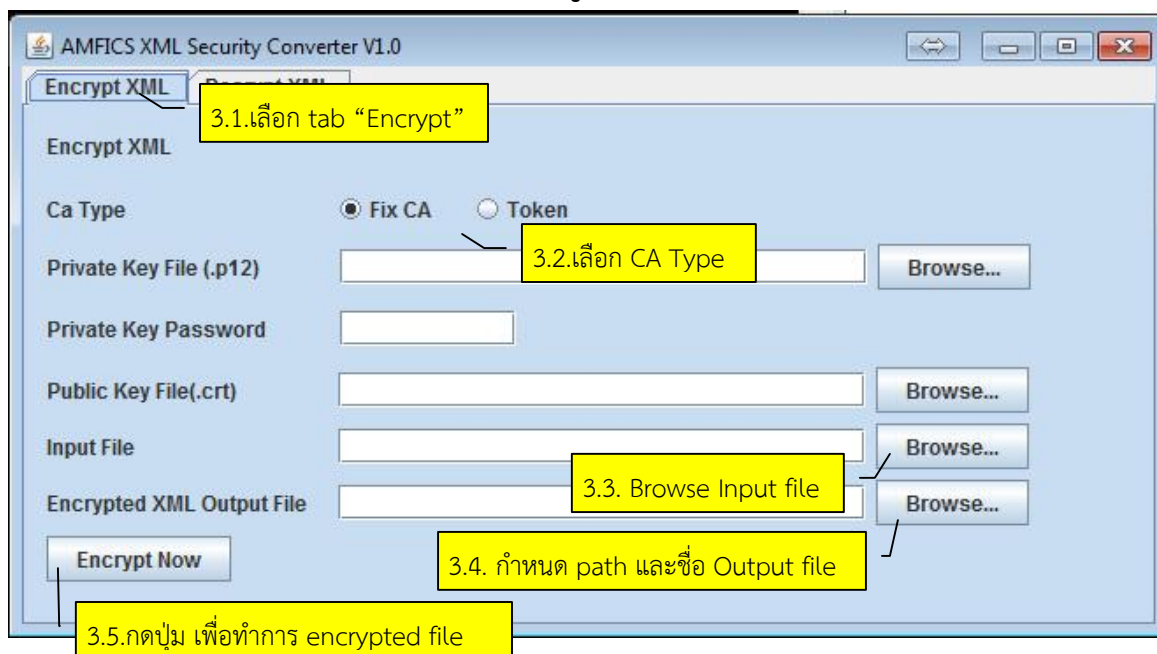 AMFICS XML Security Converter V1.0
Encrypt XML
3.1.เลือก tab “Encrypt”
Encrypt XML
Ca Type Fix CA Token
3.2.เลือก CA Type
Private Key File (.p12) Browse...
Private Key Password
Public Key File(.crt) Browse...
Input File Browse...
3.3. Browse Input file
Encrypted XML Output File Browse...
Encrypt Now
3.4. กำหนด path และชื่อ Output file
3.5.กดปุ่ม เพื่อทำการ encrypted file